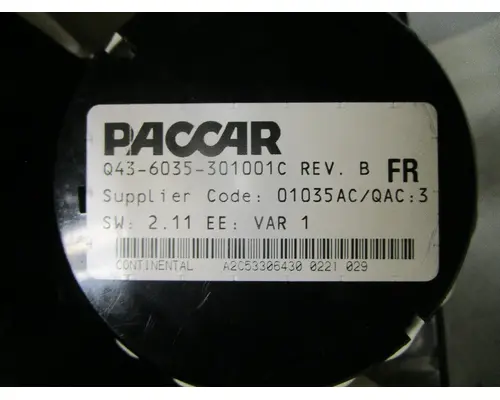 PACCAR
Q43-6035-301001C REV. B FR
Supplier Code: 01035AC/QAC:3
SW: 2.11 EE: VAR 1
CONTINENTAL A2C53306430 0221 029